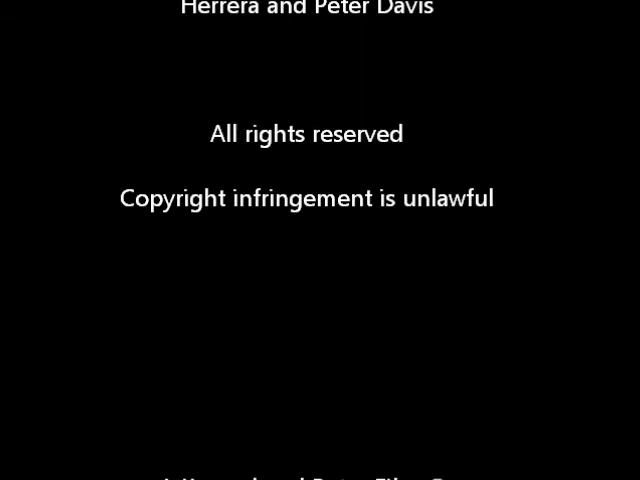 Herrera and Peter Davis
All rights reserved
Copyright infringement is unlawful